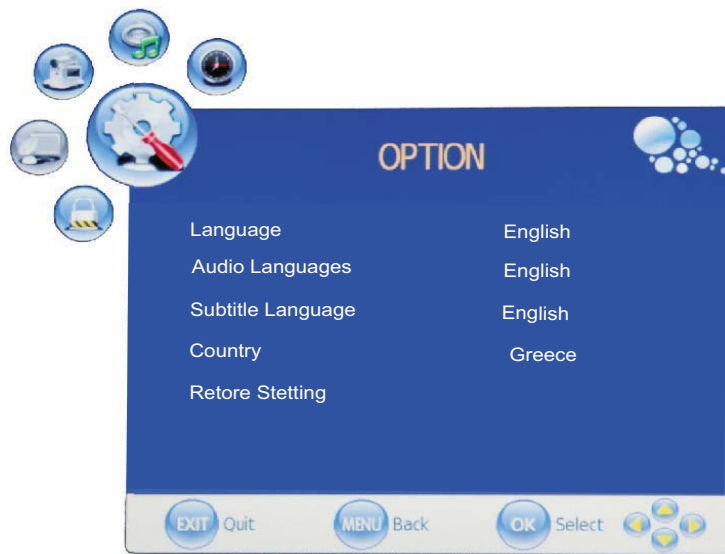 OPTION
Language English
Audio Languages English
Subtitle Language English
Country Greece
Retore Stetting
EXIT Quit MENU Back OK Select